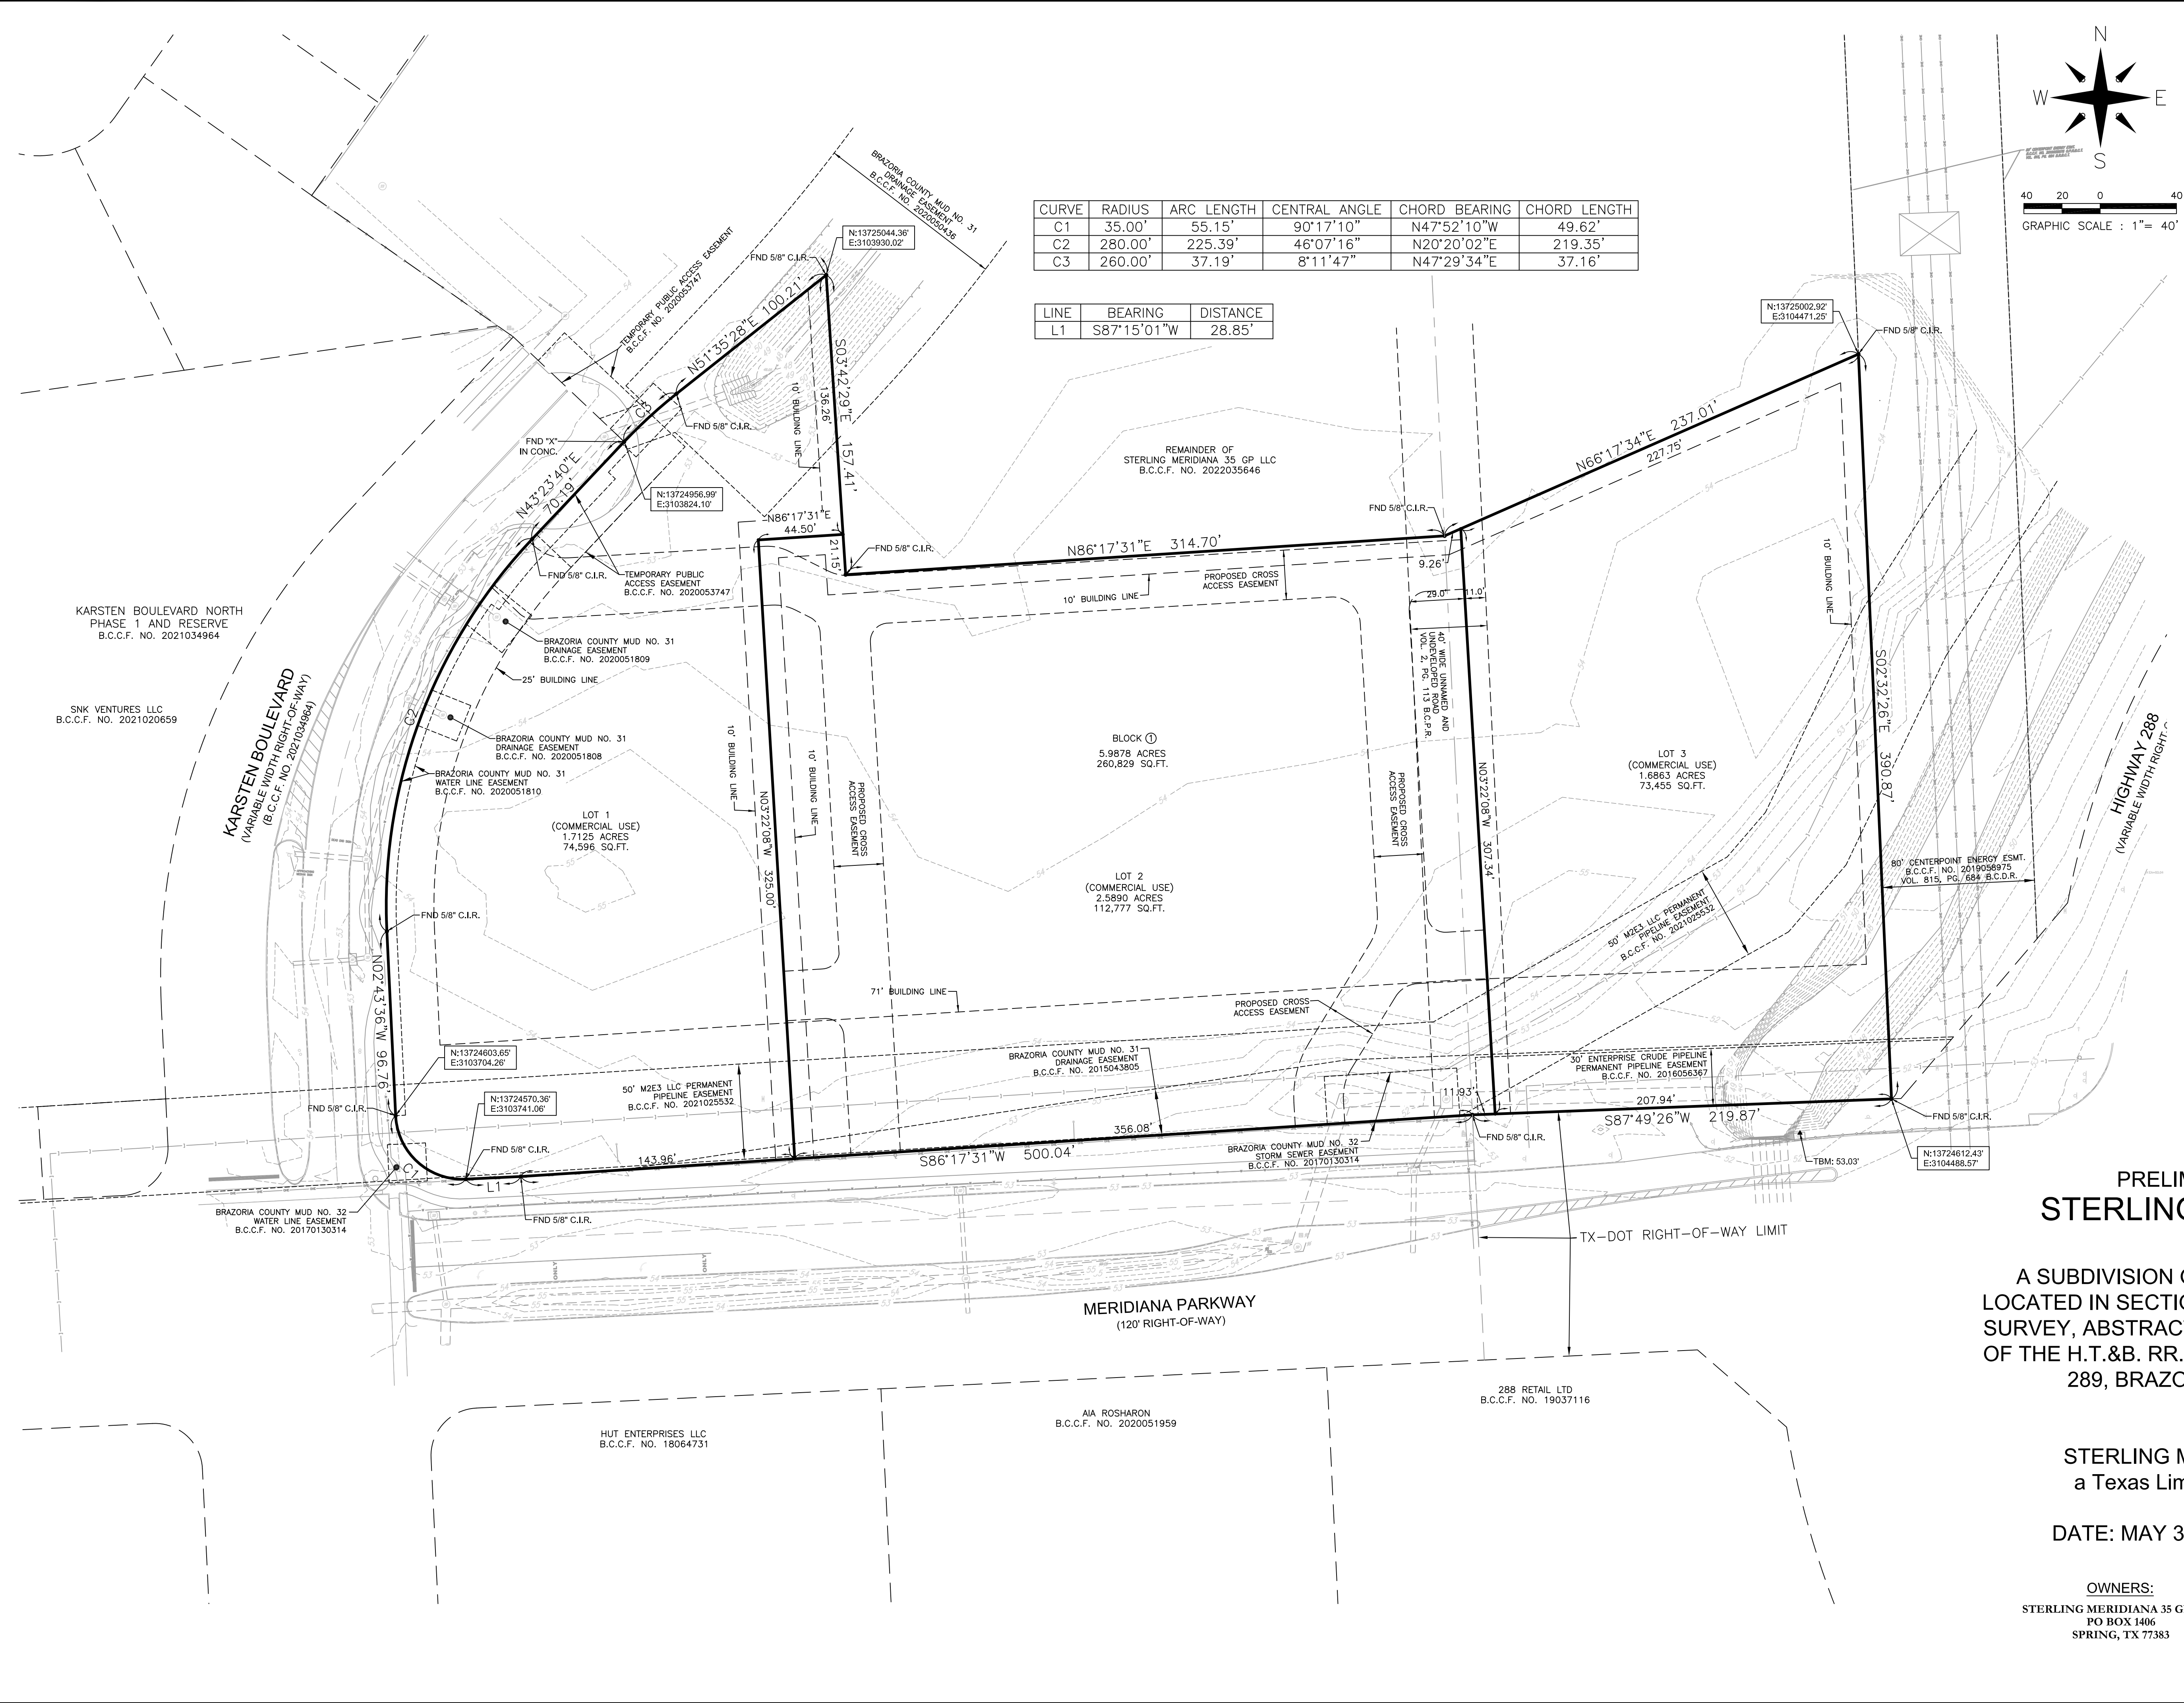 N
W E
S
40 20 0 40
GRAPHIC SCALE : 1"= 40'
CURVE RADIUS ARC LENGTH CENTRAL ANGLE CHORD BEARING CHORD LENGTH
C1 35.00' 55.15' 90°17'10" N47°52'10"W 49.62'
C2 280.00' 225.39' 46°07'16" N20°20'02"E 219.35'
C3 260.00' 37.19' 8°11'47" N47°29'34"E 37.16'
LINE BEARING DISTANCE
L1 S87°15'01"W 28.85'
BRAZORIA COUNTY MUD NO. 31
DRAINAGE EASEMENT
B.C.C.F. NO. 2020050436
N:13725044.36'
E:3103930.02'
FND 5/8" C.I.R.
TEMPORARY PUBLIC ACCESS EASEMENT
B.C.C.F. NO. 2020053747
N51°35'28"E 100.21'
S03°42'29"E 157.41'
136.26'
10' BUILDING LINE
C3
FND 5/8" C.I.R.
FND "X"
IN CONC.
N:13724956.99'
E:3103824.10'
N43°23'40"E
70.19'
N86°17'31"E
44.50'
21.15'
FND 5/8" C.I.R.
FND 5/8" C.I.R.
TEMPORARY PUBLIC
ACCESS EASEMENT
B.C.C.F. NO. 2020053747
REMAINDER OF
STERLING MERIDIANA 35 GP LLC
B.C.C.F. NO. 2022035646
N86°17'31"E 314.70'
FND 5/8" C.I.R.
9.26'
10' BUILDING LINE
PROPOSED CROSS
ACCESS EASEMENT
29.0'
11.0'
40' WIDE UNNAMED AND
UNDEVELOPED ROAD
VOL. 2, PG. 113 B.C.P.R.
N66°17'34"E 237.01'
227.75'
N:13725002.92'
E:3104471.25'
FND 5/8" C.I.R.
10' BUILDING LINE
S02°32'26"E 390.87'
KARSTEN BOULEVARD NORTH
PHASE 1 AND RESERVE
B.C.C.F. NO. 2021034964
SNK VENTURES LLC
B.C.C.F. NO. 2021020659
KARSTEN BOULEVARD
(VARIABLE WIDTH RIGHT-OF-WAY)
(B.C.C.F. NO. 2021034964)
BRAZORIA COUNTY MUD NO. 31
DRAINAGE EASEMENT
B.C.C.F. NO. 2020051809
25' BUILDING LINE
C2
BRAZORIA COUNTY MUD NO. 31
DRAINAGE EASEMENT
B.C.C.F. NO. 2020051808
BRAZORIA COUNTY MUD NO. 31
WATER LINE EASEMENT
B.C.C.F. NO. 2020051810
LOT 1
(COMMERCIAL USE)
1.7125 ACRES
74,596 SQ.FT.
10' BUILDING LINE
N03°22'08"W 325.00'
10' BUILDING LINE
PROPOSED CROSS
ACCESS EASEMENT
BLOCK 1
5.9878 ACRES
260,829 SQ.FT.
LOT 2
(COMMERCIAL USE)
2.5890 ACRES
112,777 SQ.FT.
PROPOSED CROSS
ACCESS EASEMENT
N03°22'08"W 307.34'
LOT 3
(COMMERCIAL USE)
1.6863 ACRES
73,455 SQ.FT.
50' M2E3 LLC PERMANENT
PIPELINE EASEMENT
B.C.C.F. NO. 2021025532
80' CENTERPOINT ENERGY ESMT.
B.C.C.F. NO. 2019058975
VOL. 815, PG. 684 B.C.D.R.
HIGHWAY 288
(VARIABLE WIDTH RIGHT-
FND 5/8" C.I.R.
N02°43'36"W 96.76'
71' BUILDING LINE
PROPOSED CROSS
ACCESS EASEMENT
N:13724603.65'
E:3103704.26'
FND 5/8" C.I.R.
N:13724570.36'
E:3103741.06'
50' M2E3 LLC PERMANENT
PIPELINE EASEMENT
B.C.C.F. NO. 2021025532
BRAZORIA COUNTY MUD NO. 31
DRAINAGE EASEMENT
B.C.C.F. NO. 2015043805
30' ENTERPRISE CRUDE PIPELINE
PERMANENT PIPELINE EASEMENT
B.C.C.F. NO. 2016056367
11.93'
207.94'
S87°49'26"W 219.87'
FND 5/8" C.I.R.
FND 5/8" C.I.R.
C1
L1
FND 5/8" C.I.R.
143.96'
356.08'
S86°17'31"W 500.04'
BRAZORIA COUNTY MUD NO. 32
STORM SEWER EASEMENT
B.C.C.F. NO. 20170130314
FND 5/8" C.I.R.
TBM: 53.03'
N:13724612.43'
E:3104488.57'
BRAZORIA COUNTY MUD NO. 32
WATER LINE EASEMENT
B.C.C.F. NO. 20170130314
TX-DOT RIGHT-OF-WAY LIMIT
ONLY
ONLY
MERIDIANA PARKWAY
(120' RIGHT-OF-WAY)
HUT ENTERPRISES LLC
B.C.C.F. NO. 18064731
AIA ROSHARON
B.C.C.F. NO. 2020051959
288 RETAIL LTD
B.C.C.F. NO. 19037116
PRELIM
STERLING
A SUBDIVISION
LOCATED IN SECTIO
SURVEY, ABSTRAC
OF THE H.T.&B. RR.
289, BRAZO
STERLING M
a Texas Lim
DATE: MAY 3
OWNERS:
STERLING MERIDIANA 35 G
PO BOX 1406
SPRING, TX 77383